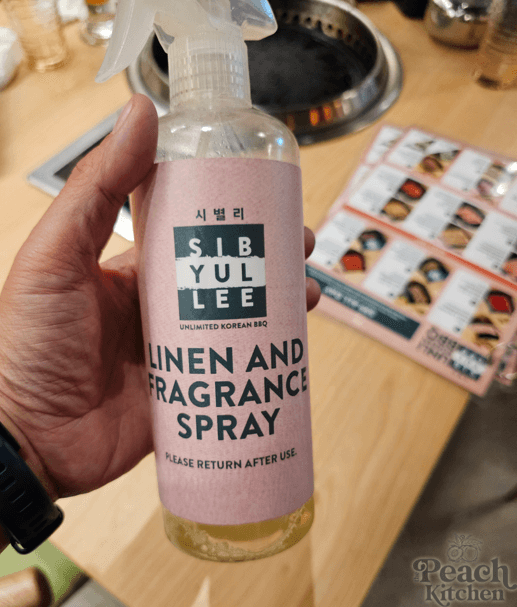 시별리
SIB
YUL
LEE
UNLIMITED KOREAN BBQ
LINEN AND
FRAGRANCE
SPRAY
PLEASE RETURN AFTER USE.
Peach
Kitchen